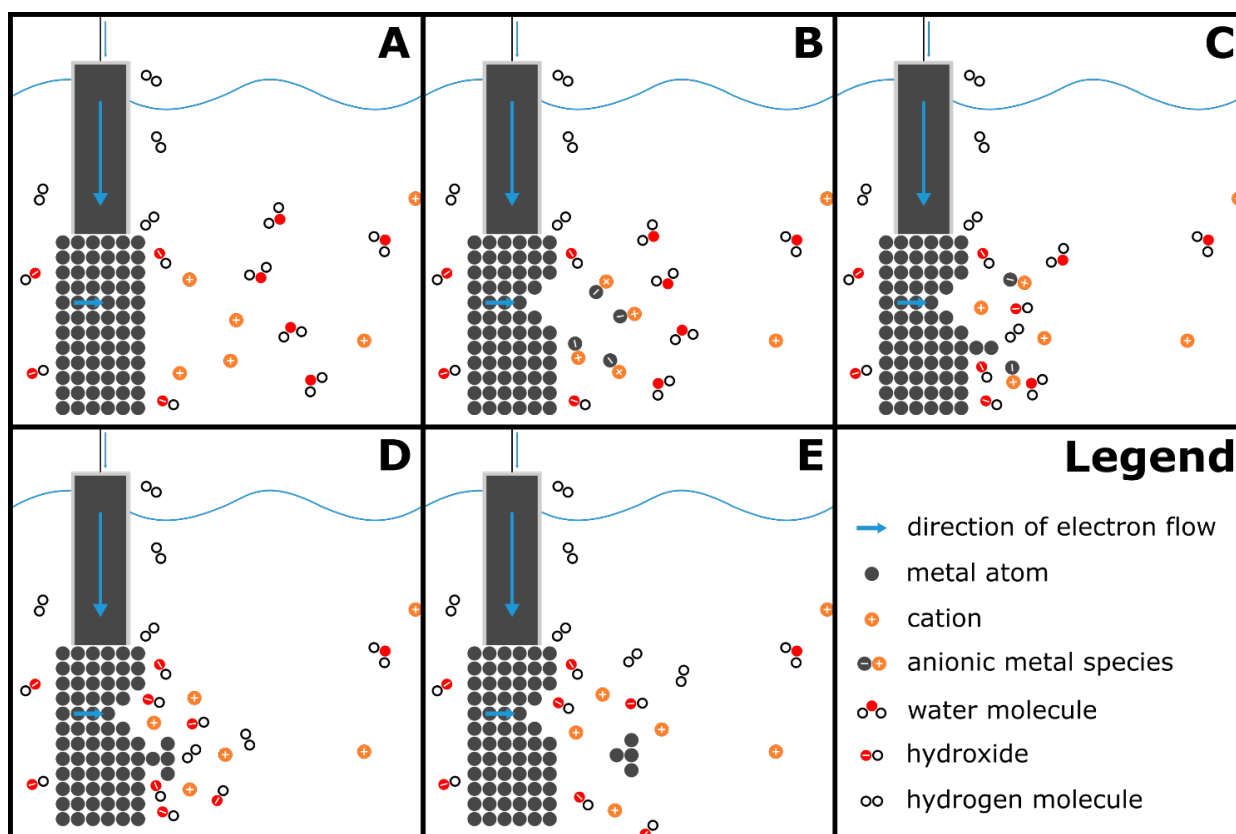 A
B
C
D
E
Legend
direction of electron flow
metal atom
cation
anionic metal species
water molecule
hydroxide
hydrogen molecule